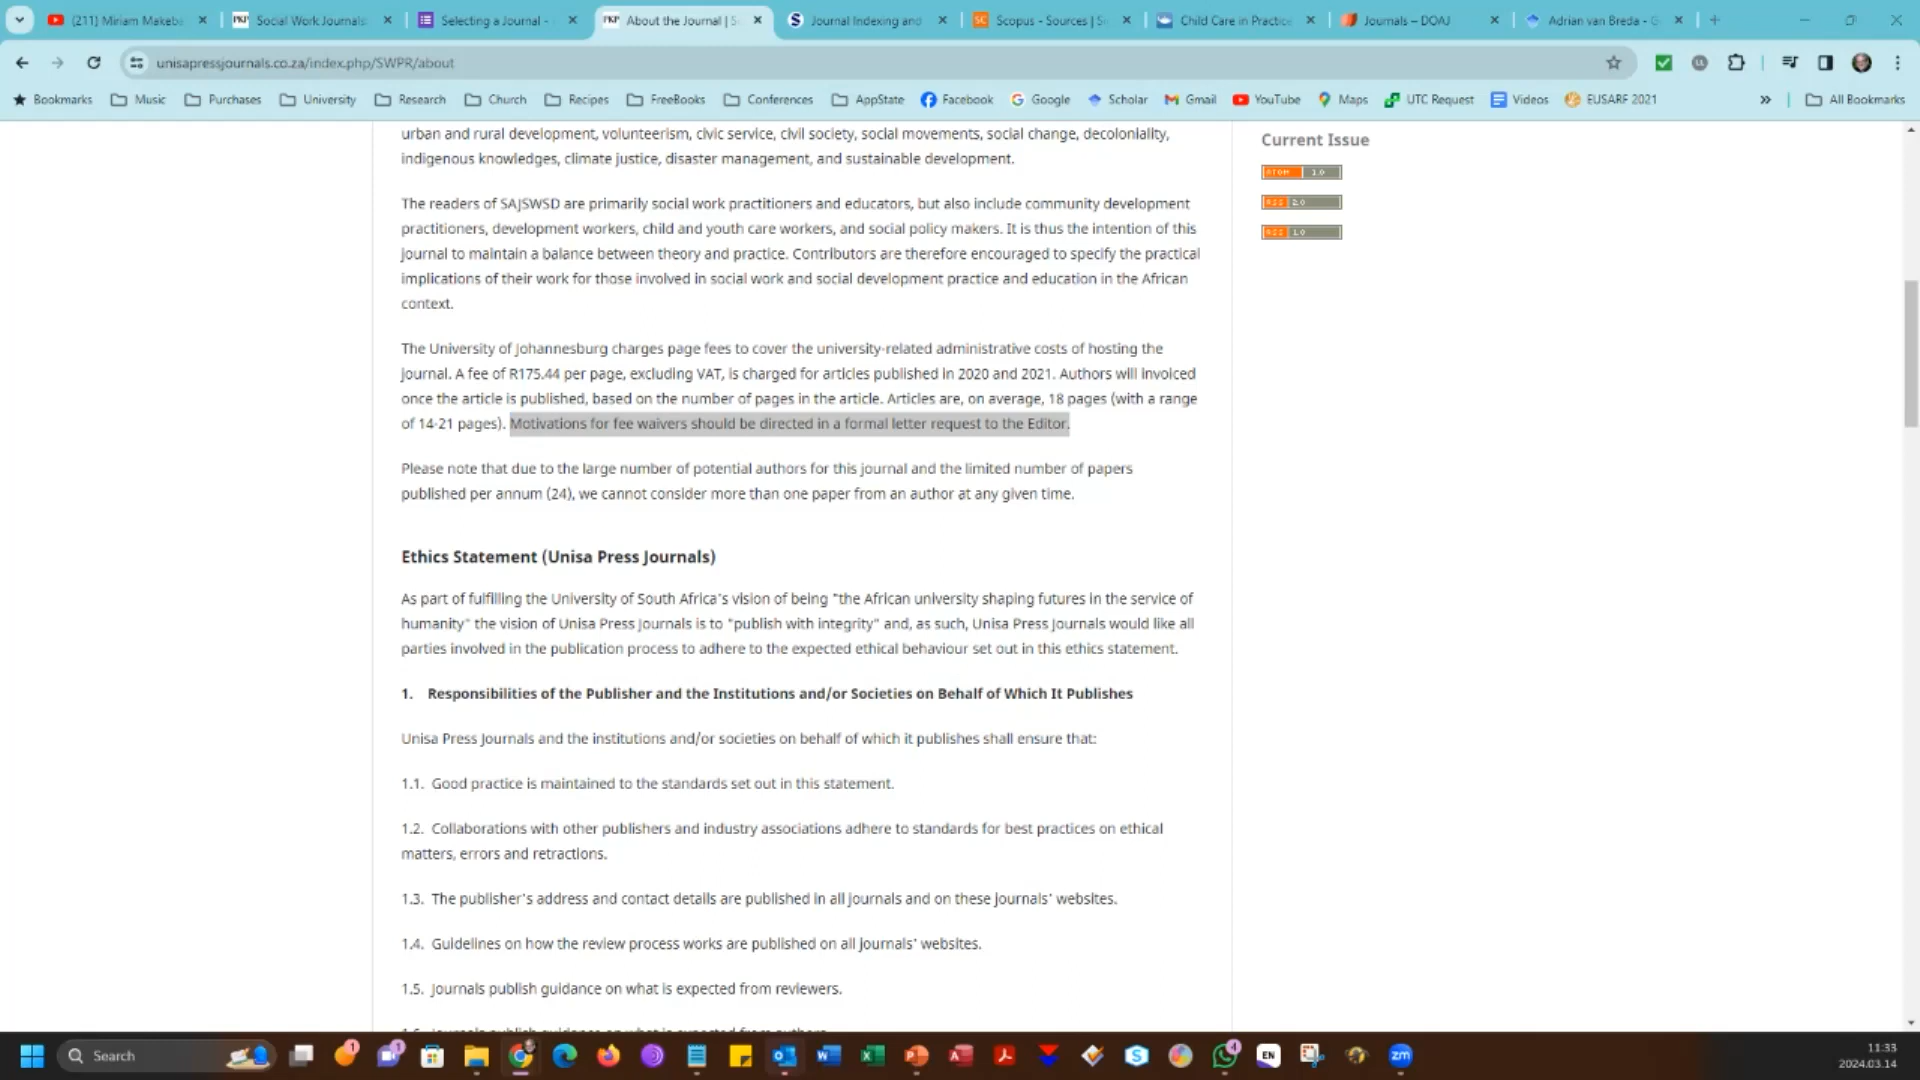 (211) Miriam Makeba
Social Work Journals:
Selecting a Journal -
About the Journal | S
Journal Indexing and
Scopus - Sources | S
Child Care in Practice
Journals – DOAJ
Adrian van Breda - G
unisapressjournals.co.za/index.php/SWPR/about
Bookmarks Music Purchases University Research Church Recipes FreeBooks Conferences AppState Facebook Google Scholar Gmail YouTube Maps UTC Request Videos EUSARF 2021 » All Bookmarks
urban and rural development, volunteerism, civic service, civil society, social movements, social change, decoloniality,
indigenous knowledges, climate justice, disaster management, and sustainable development.
The readers of SAJSWSD are primarily social work practitioners and educators, but also include community development
practitioners, development workers, child and youth care workers, and social policy makers. It is thus the intention of this
journal to maintain a balance between theory and practice. Contributors are therefore encouraged to specify the practical
implications of their work for those involved in social work and social development practice and education in the African
context.
The University of Johannesburg charges page fees to cover the university-related administrative costs of hosting the
journal. A fee of R175.44 per page, excluding VAT, is charged for articles published in 2020 and 2021. Authors will invoiced
once the article is published, based on the number of pages in the article. Articles are, on average, 18 pages (with a range
of 14-21 pages). Motivations for fee waivers should be directed in a formal letter request to the Editor.
Please note that due to the large number of potential authors for this journal and the limited number of papers
published per annum (24), we cannot consider more than one paper from an author at any given time.
Ethics Statement (Unisa Press Journals)
As part of fulfilling the University of South Africa's vision of being "the African university shaping futures in the service of
humanity" the vision of Unisa Press Journals is to "publish with integrity" and, as such, Unisa Press Journals would like all
parties involved in the publication process to adhere to the expected ethical behaviour set out in this ethics statement.
1. Responsibilities of the Publisher and the Institutions and/or Societies on Behalf of Which It Publishes
Unisa Press Journals and the institutions and/or societies on behalf of which it publishes shall ensure that:
1.1. Good practice is maintained to the standards set out in this statement.
1.2. Collaborations with other publishers and industry associations adhere to standards for best practices on ethical
matters, errors and retractions.
1.3. The publisher's address and contact details are published in all journals and on these journals' websites.
1.4. Guidelines on how the review process works are published on all journals' websites.
1.5. Journals publish guidance on what is expected from reviewers.
1.6. Journals publish guidance on what is expected from authors.
Current Issue
ATOM 1.0
RSS 2.0
RSS 1.0
Search
EN
zm
11:33
2024.03.14